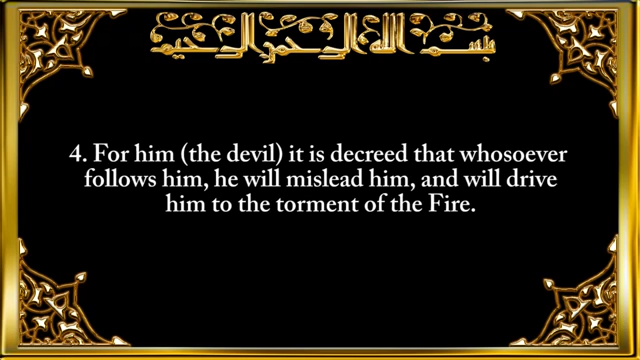 بسم الله الرحمن الرحيم
4. For him (the devil) it is decreed that whosoever
follows him, he will mislead him, and will drive
him to the torment of the Fire.